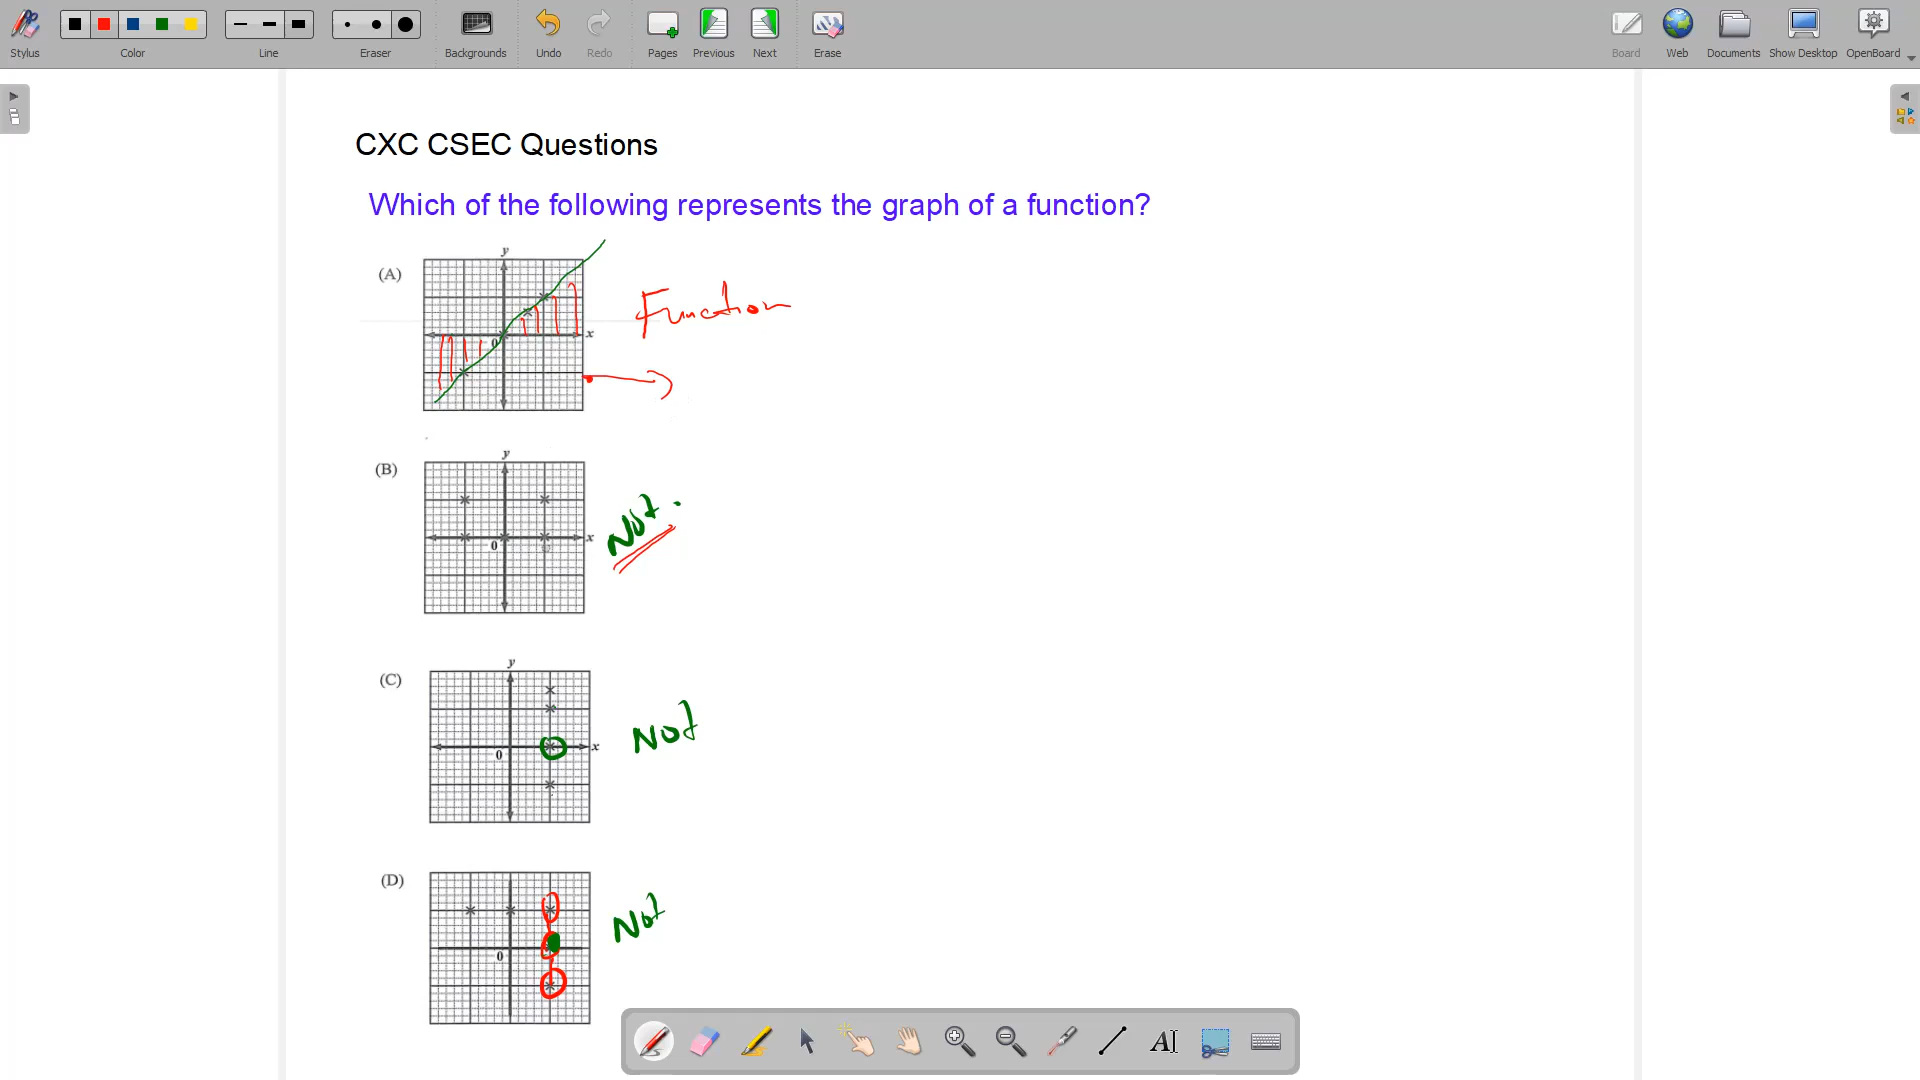 Stylus Color Line Eraser Backgrounds Undo Redo Pages Previous Next Erase Board Web Documents Show Desktop OpenBoard
CXC CSEC Questions
Which of the following represents the graph of a function?
(A)
y
x
0
Function
(B)
y
x
0
Not.
(C)
y
x
0
Not
(D)
0
Not